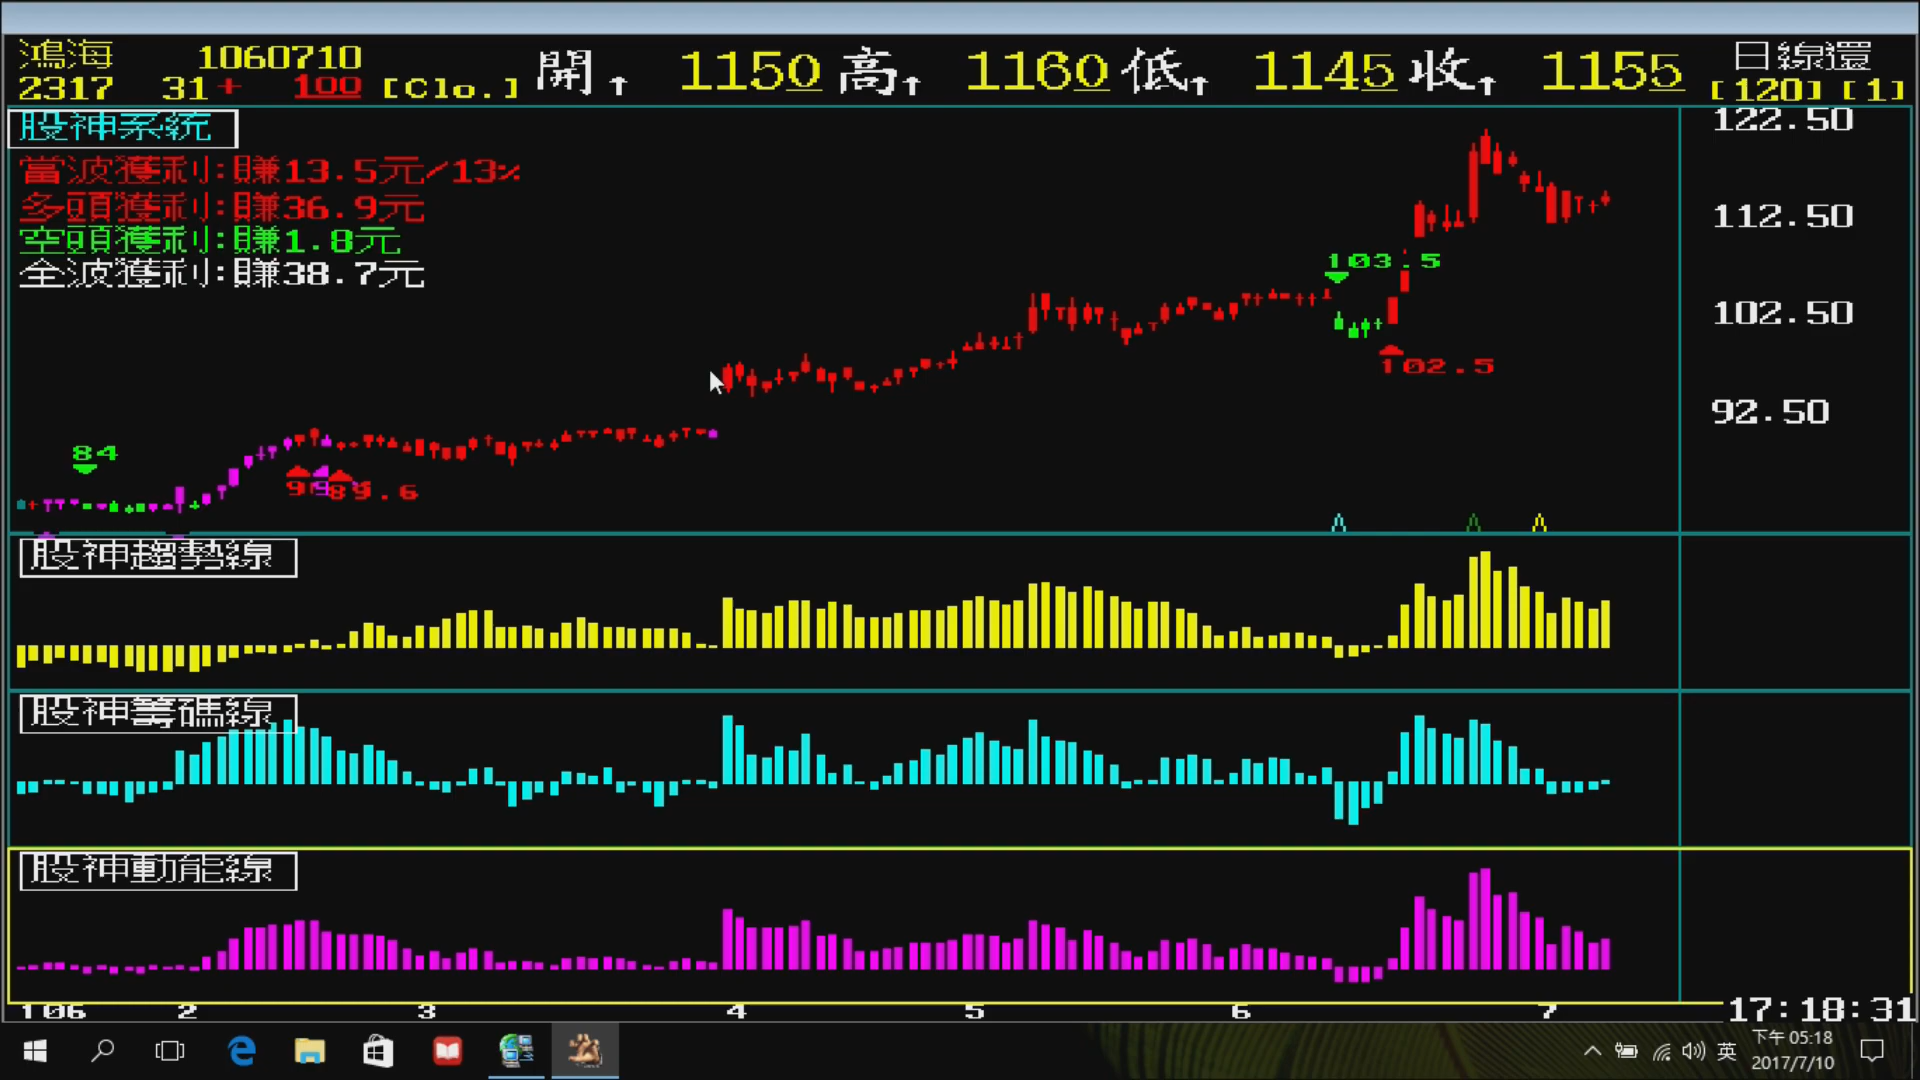 鴻海 1060710 開↑ 1150 高↑ 1160 低↑ 1145 收↑ 1155 日線還
2317 31+ 100 [Clo.] [120][1]
股神系統
當波獲利:賺13.5元/13%
多頭獲利:賺36.9元
空頭獲利:賺1.8元
全波獲利:賺38.7元
122.50
112.50
102.50
92.50
103.5
102.5
84
89.6
股神趨勢線
股神籌碼線
股神動能線
106 2 3 4 5 6 7 17:18:31
英
下午 05:18
2017/7/10